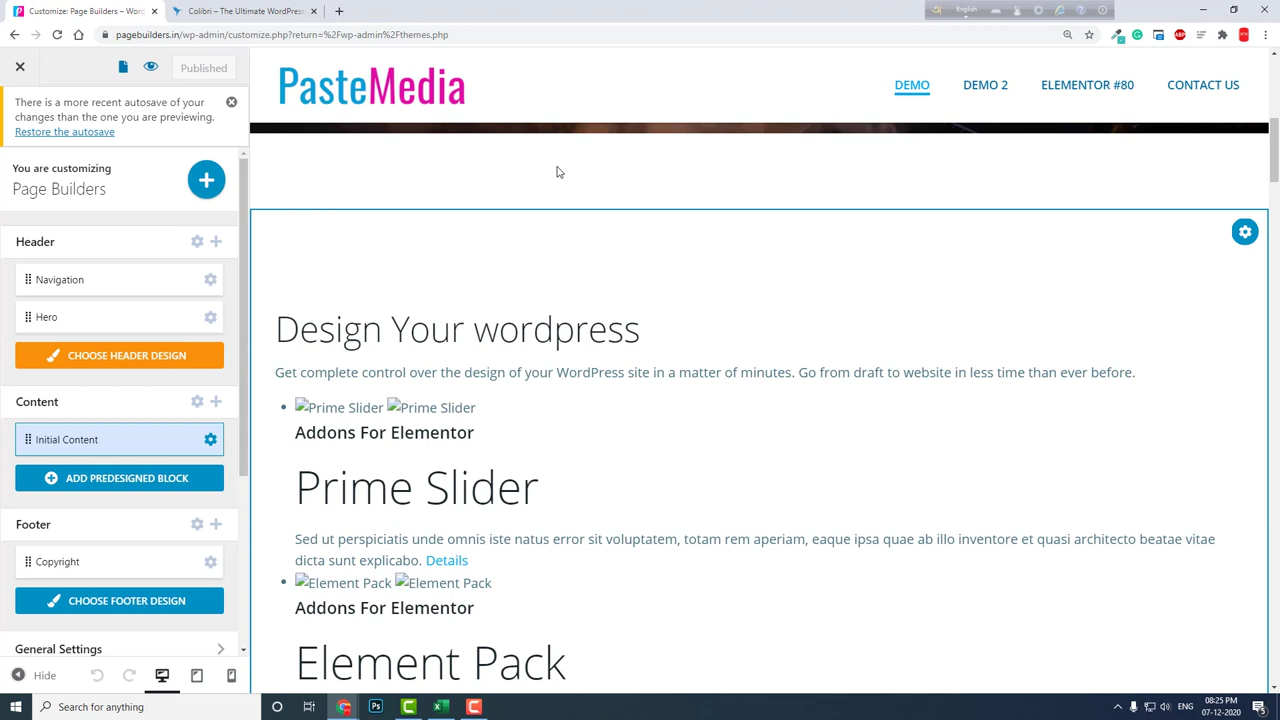 Customize: Page Builders – Wor
Colibri – The Ultimate WordPres
English
pagebuilders.in/wp-admin/customize.php?return=%2Fwp-admin%2Fthemes.php
Published
There is a more recent autosave of your
changes than the one you are previewing.
Restore the autosave
You are customizing
Page Builders
Header
Navigation
Hero
CHOOSE HEADER DESIGN
Content
Initial Content
ADD PREDESIGNED BLOCK
Footer
Copyright
CHOOSE FOOTER DESIGN
General Settings
Hide
PasteMedia
DEMO
DEMO 2
ELEMENTOR #80
CONTACT US
Design Your wordpress
Get complete control over the design of your WordPress site in a matter of minutes. Go from draft to website in less time than ever before.
Prime Slider Prime Slider
Addons For Elementor
Prime Slider
Sed ut perspiciatis unde omnis iste natus error sit voluptatem, totam rem aperiam, eaque ipsa quae ab illo inventore et quasi architecto beatae vitae
dicta sunt explicabo. Details
Element Pack Element Pack
Addons For Elementor
Element Pack
Search for anything
Ps
ENG
08:25 PM
07-12-2020
5